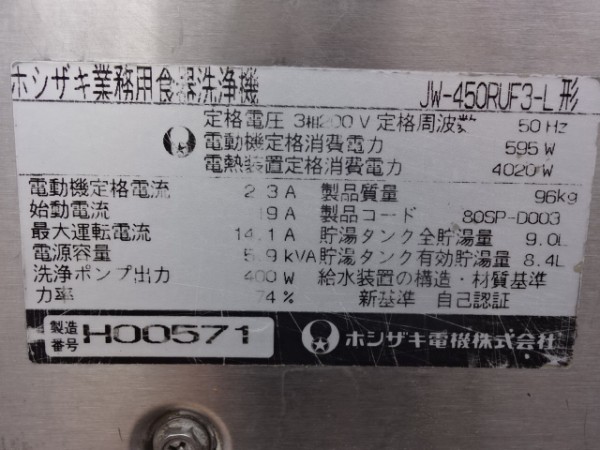 ホシザキ業務用食器洗浄機 JW-450RUF3-L 形
定格電圧 3相200 V 定格周波数 50 Hz
電動機定格消費電力 595 W
電熱装置定格消費電力 4020 W
電動機定格電流 2.3 A 製品質量 96kg
始動電流 19 A 製品コード 80SP-D003
最大運転電流 14.1 A 貯湯タンク全貯湯量 9.0L
電源容量 5.9 kVA 貯湯タンク有効貯湯量 8.4L
洗浄ポンプ出力 400 W 給水装置の構造・材質基準
力率 74 % 新基準 自己認証
製造番号 H00571 ホシザキ電機株式会社